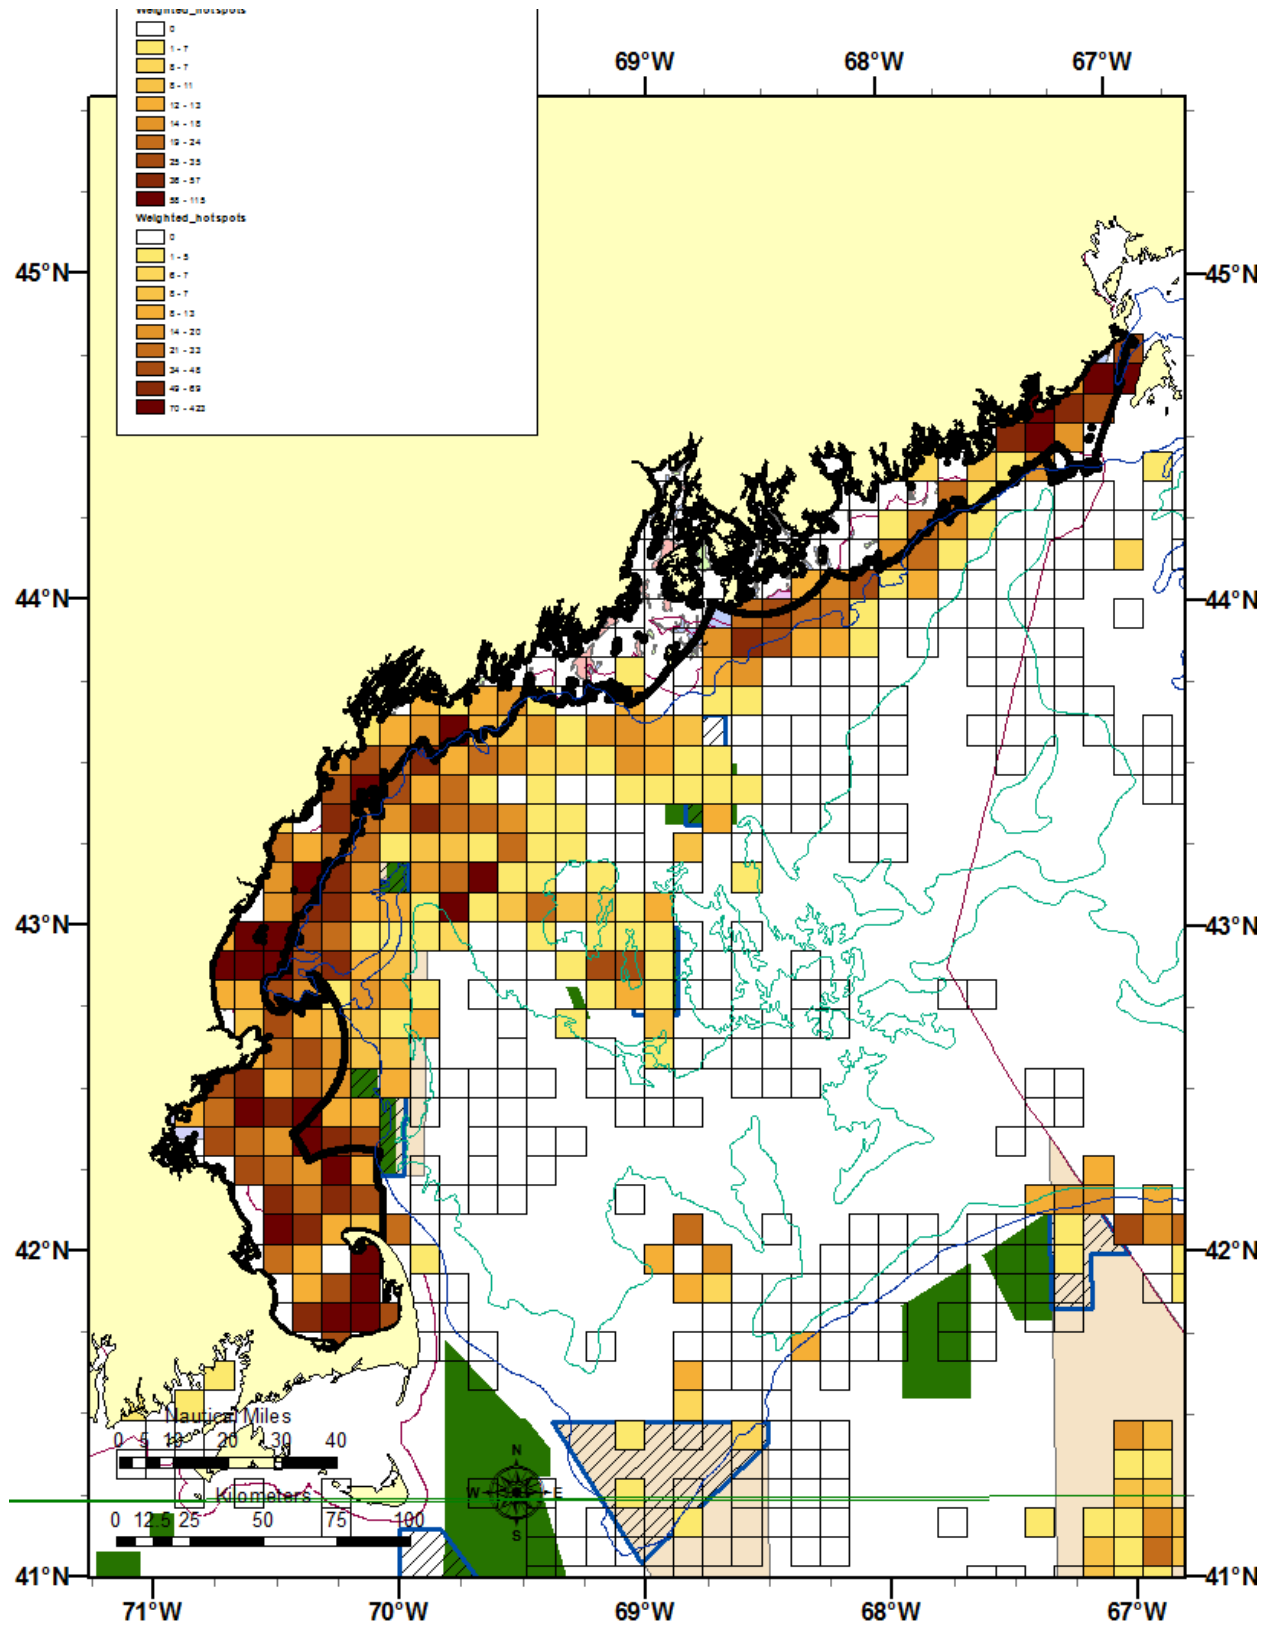 Weighted_hotspots
0
1 - 7
8 - 7
8 - 11
12 - 13
14 - 18
19 - 24
25 - 35
36 - 57
58 - 115
Weighted_hotspots
0
1 - 5
6 - 7
8 - 7
8 - 13
14 - 20
21 - 33
34 - 48
49 - 69
70 - 423
69°W 68°W 67°W
45°N 45°N
44°N 44°N
43°N 43°N
42°N 42°N
Nautical Miles
0 5 10 20 30 40
N
W E
S
Kilometers
0 12.5 25 50 75 100
41°N 41°N
71°W 70°W 69°W 68°W 67°W